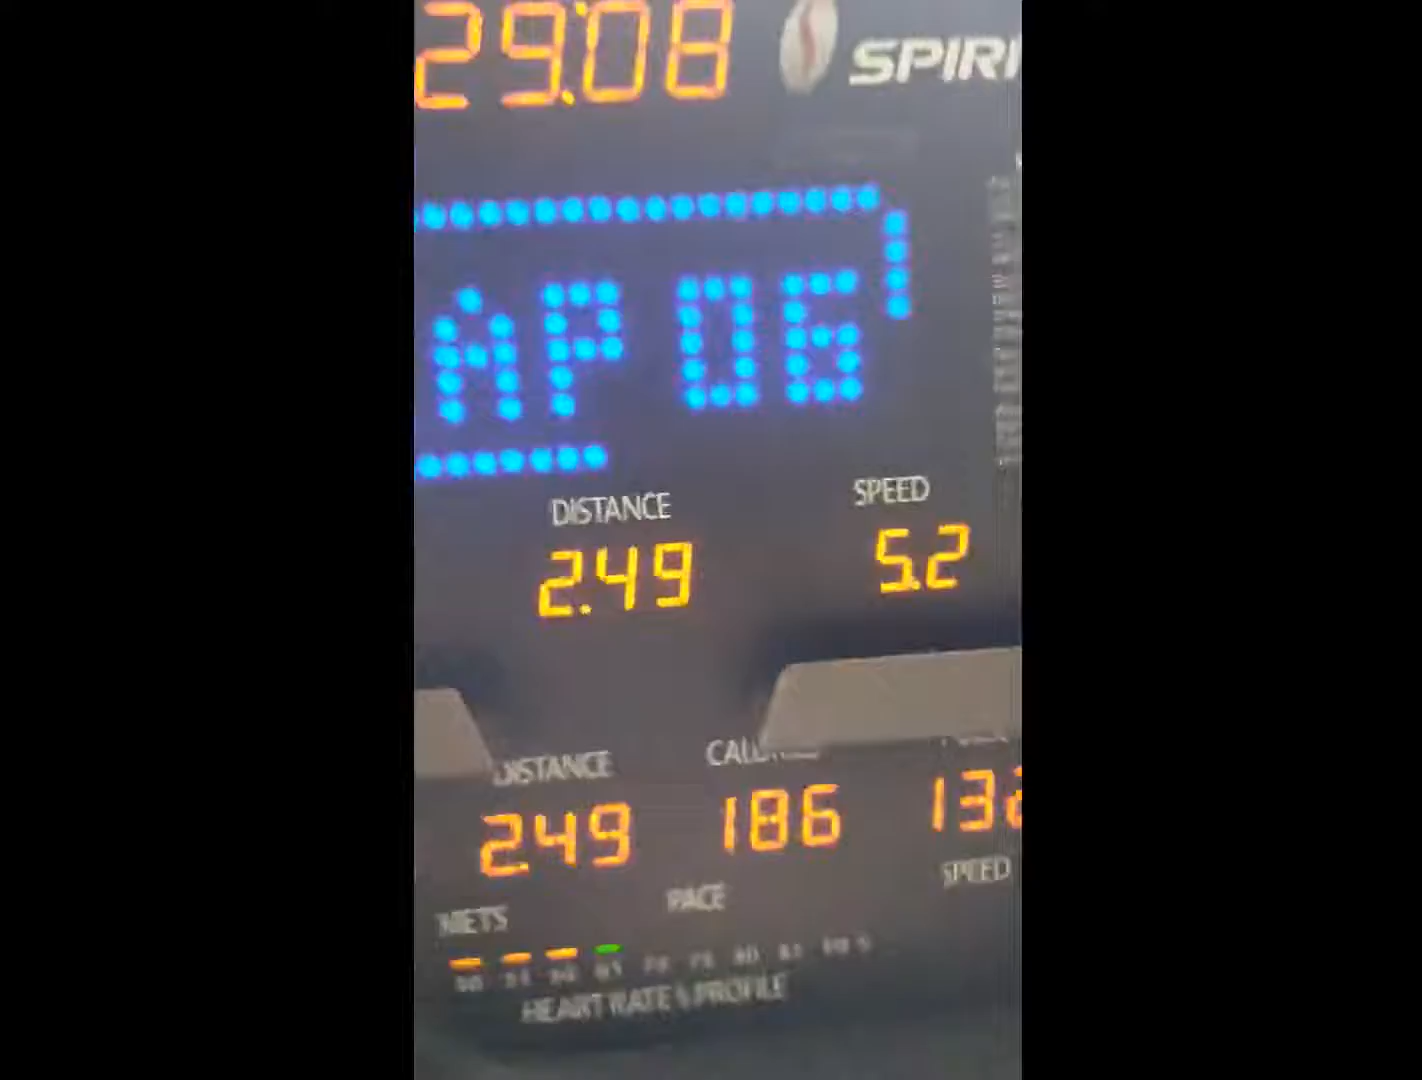 29:08
SPIRI
AP 06
DISTANCE SPEED
2.49 5.2
DISTANCE
2.49 186 132
SPEED
METS PACE
HEART RATE % PROFILE